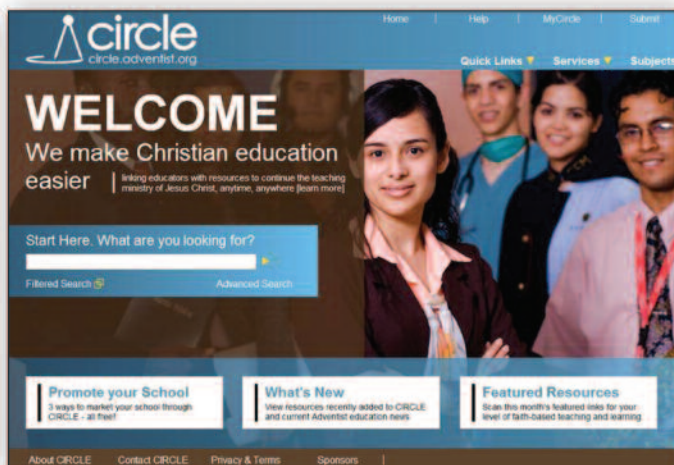 circle
circle.adventist.org
Home | Help | MyCircle | Submit
Quick Links Services Subjects
WELCOME
We make Christian education
easier
linking educators with resources to continue the teaching
ministry of Jesus Christ, anytime, anywhere [learn more]
Start Here. What are you looking for?
Filtered Search
Advanced Search
Promote your School
3 ways to market your school through
CIRCLE - all free!
What's New
View resources recently added to CIRCLE
and current Adventist education news
Featured Resources
Scan this month's featured links for your
level of faith-based teaching and learning
About CIRCLE Contact CIRCLE Privacy & Terms Sponsors |